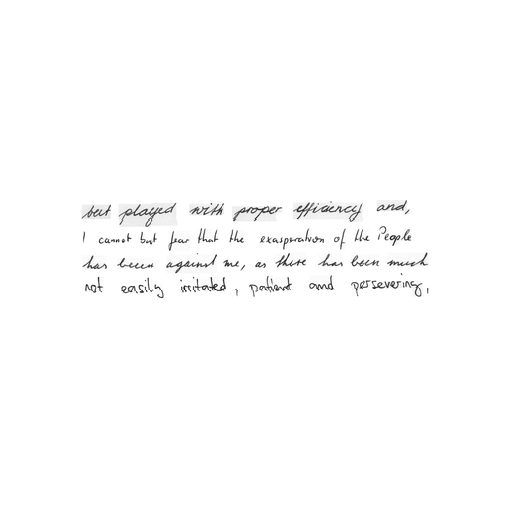 but played with proper efficiency and,
I cannot but fear that the exasperation of the People
has been against me, as there has been much
not easily irritated, patient and persevering,